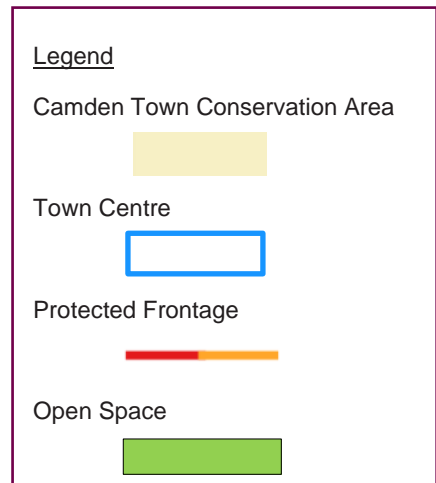 Legend
Camden Town Conservation Area
Town Centre
Protected Frontage
Open Space